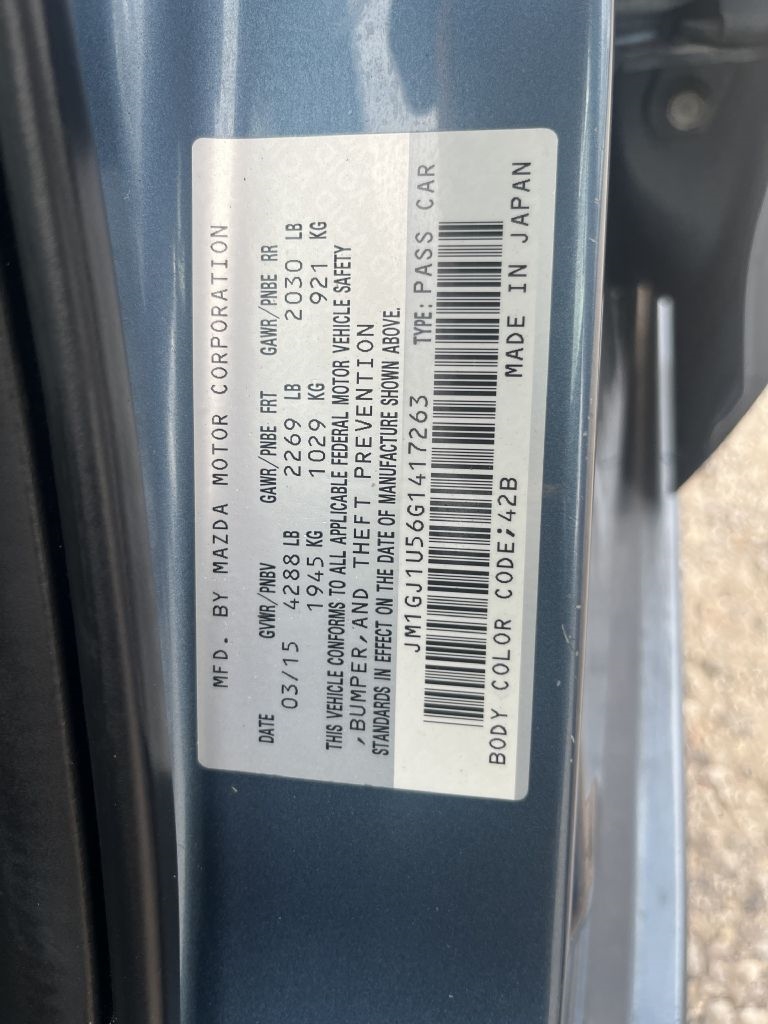 MFD. BY MAZDA MOTOR CORPORATION
DATE GVWR/PNBV GAWR/PNBE FRT GAWR/PNBE RR
03/15 4288 LB 2269 LB 2030 LB
1945 KG 1029 KG 921 KG
THIS VEHICLE CONFORMS TO ALL APPLICABLE FEDERAL MOTOR VEHICLE SAFETY
,BUMPER,AND THEFT PREVENTION
STANDARDS IN EFFECT ON THE DATE OF MANUFACTURE SHOWN ABOVE.
JM1GJ1U56G1417263 TYPE: PASS CAR
BODY COLOR CODE;42B MADE IN JAPAN